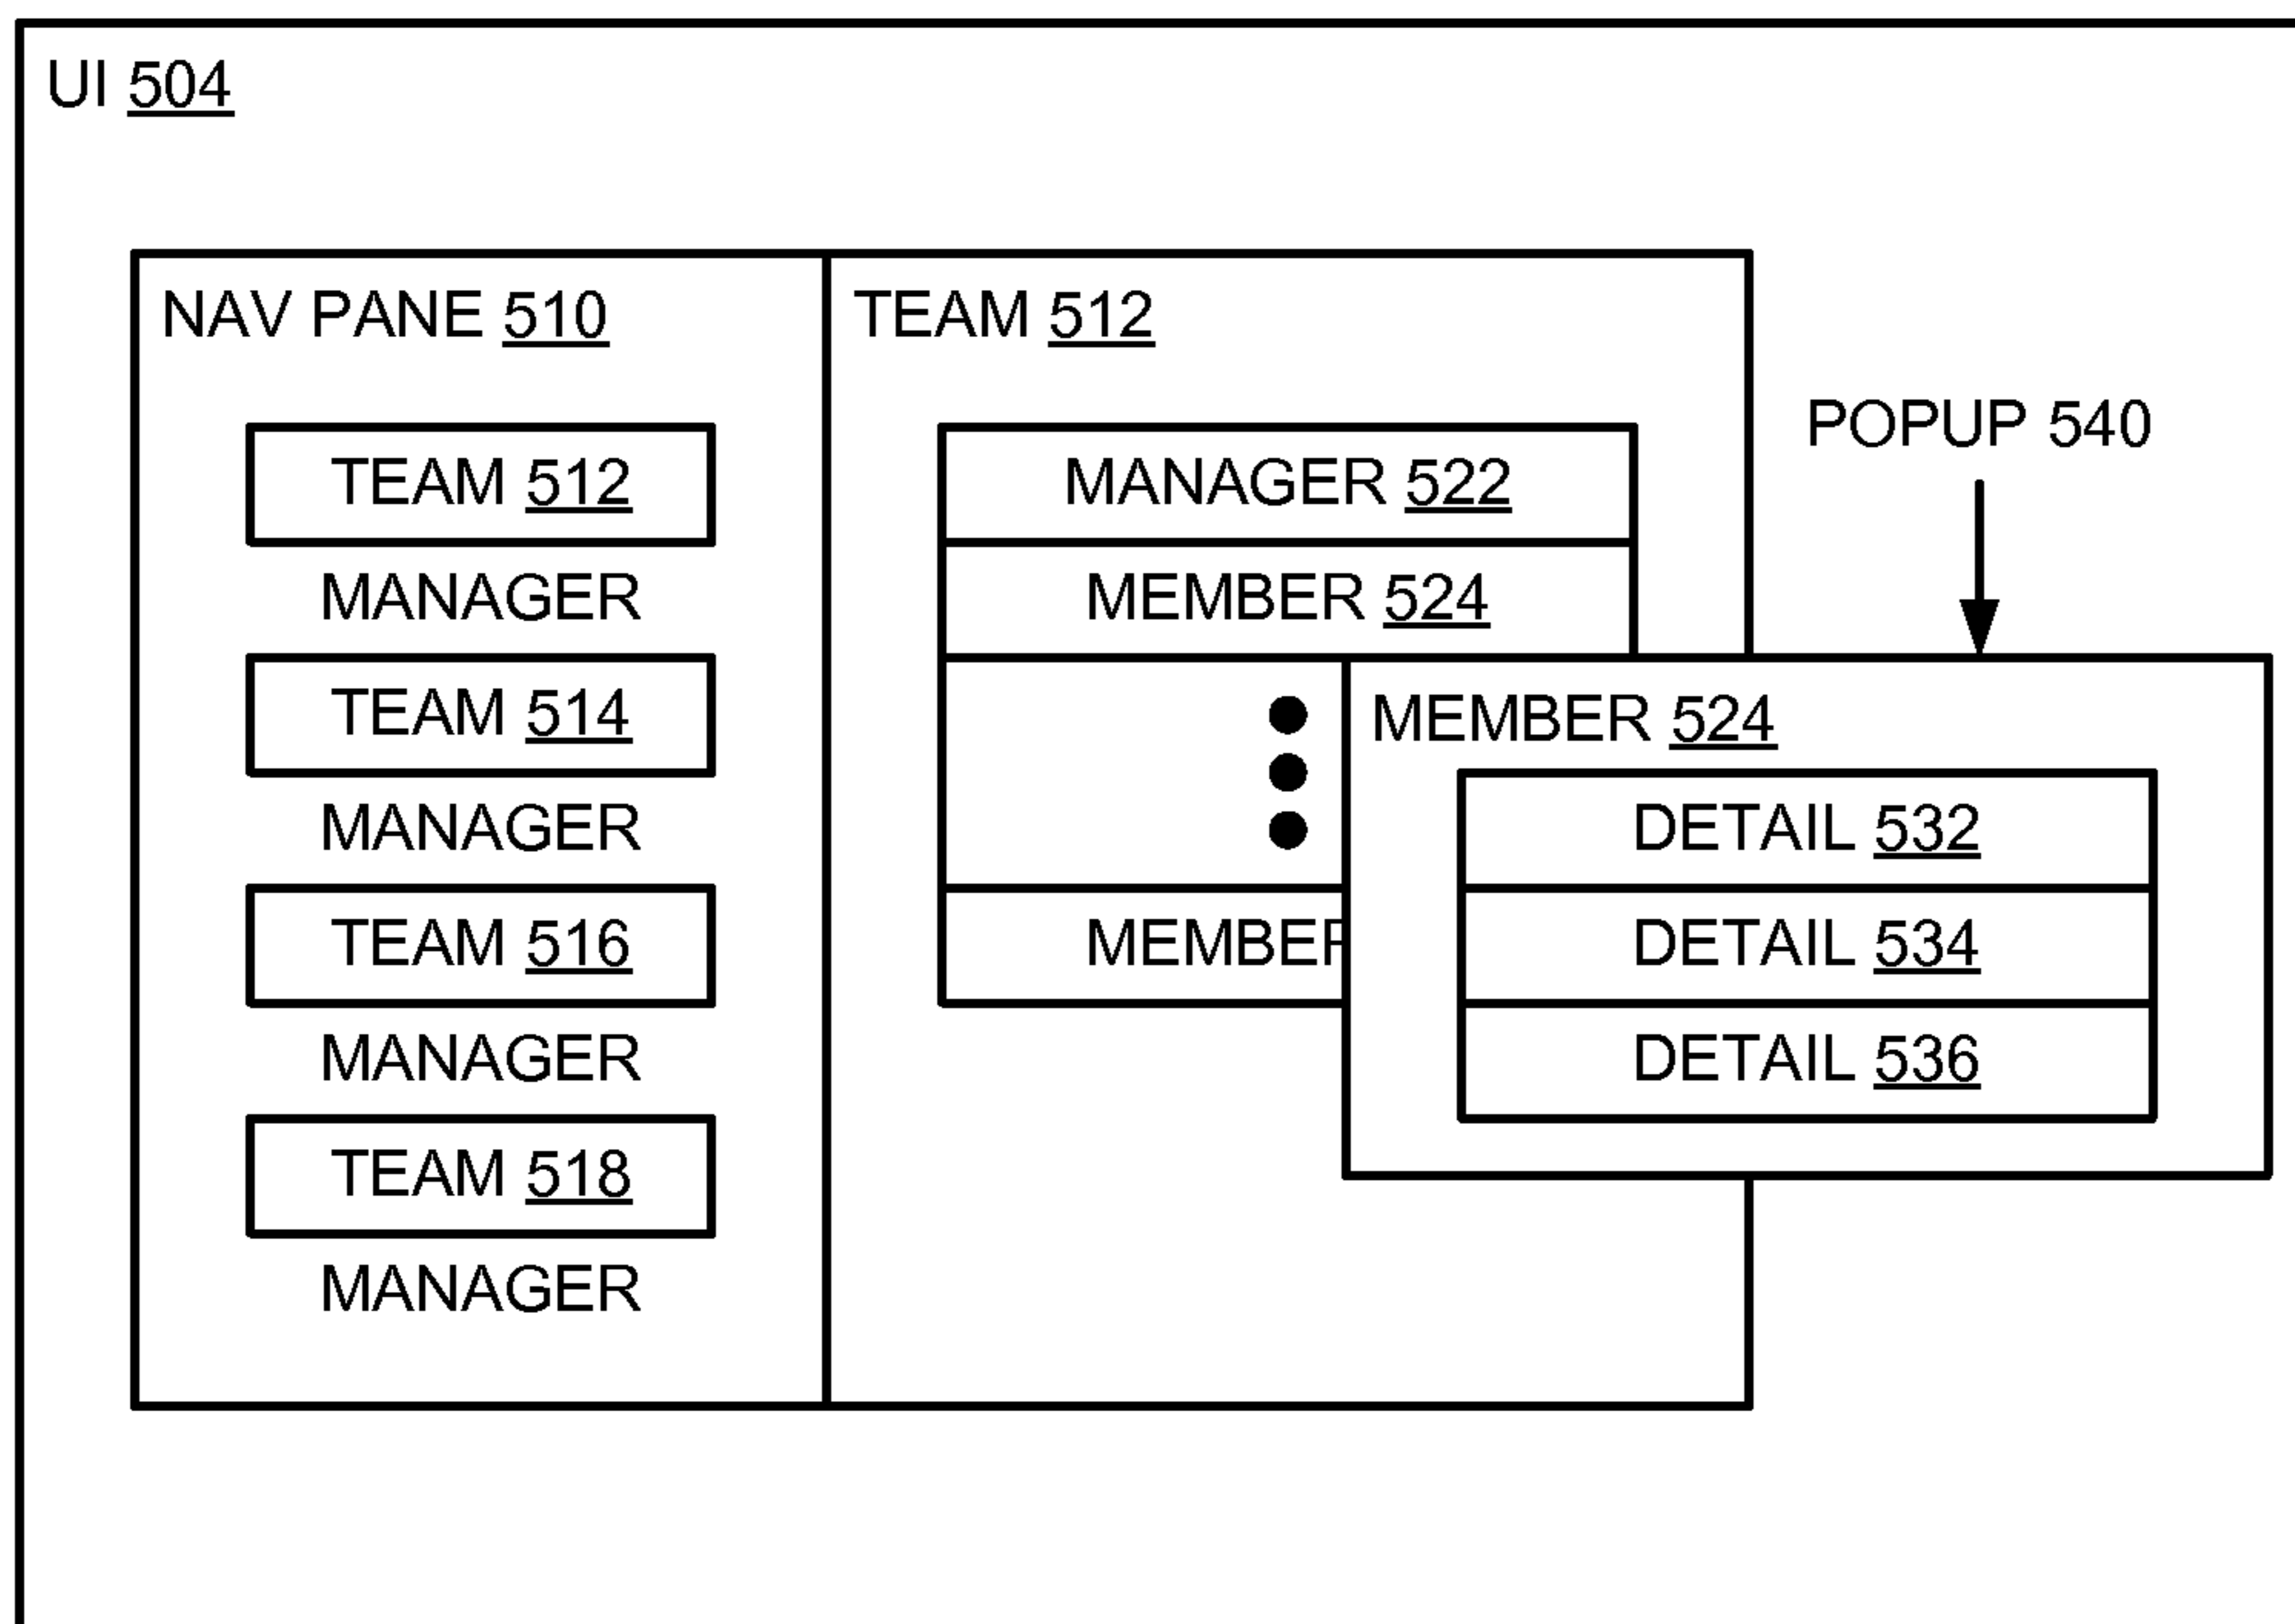 UI 504
NAV PANE 510
TEAM 512
MANAGER
TEAM 514
MANAGER
TEAM 516
MANAGER
TEAM 518
MANAGER
TEAM 512
MANAGER 522
MEMBER 524
MEMBER
POPUP 540
MEMBER 524
DETAIL 532
DETAIL 534
DETAIL 536